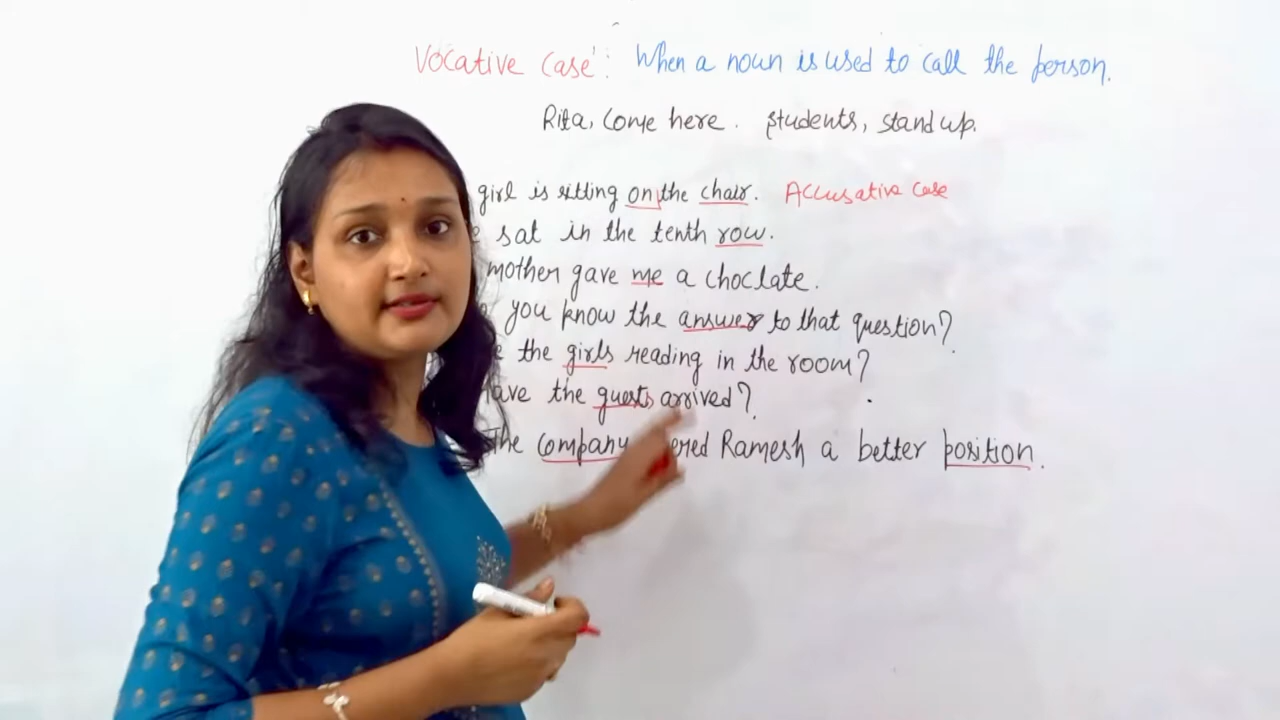 Vocative Case: When a noun is used to call the person.
Rita, Come here. Students, stand up.
girl is sitting on the chair. Accusative Case
sat in the tenth row.
mother gave me a choclate.
you know the answer to that question?
the girls reading in the room?
ave the guests arrived?
The company ered Ramesh a better position.